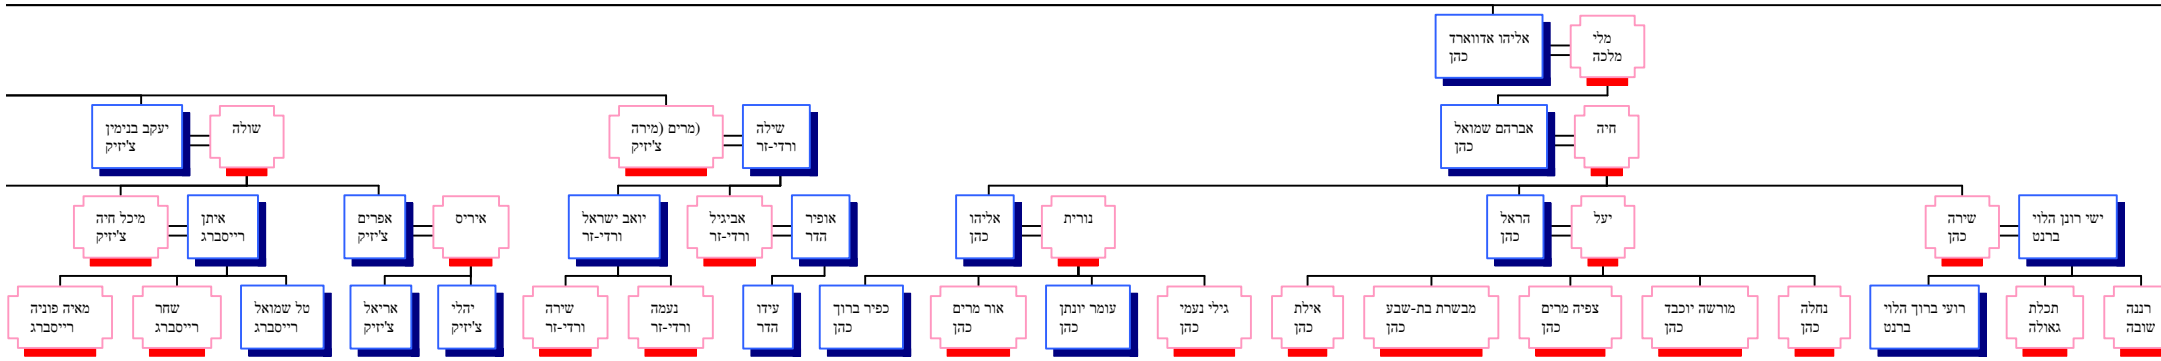 אליהו אדווארד
כהן
מלי
מלכה
יעקב בנימין
צ'יזיק
שולה
(מרים (מירה
צ'יזיק
שילה
ורדי-זר
אברהם שמואל
כהן
חיה
מיכל חיה
צ'יזיק
איתן
רייסברג
אפרים
צ'יזיק
איריס
יואב ישראל
ורדי-זר
אביגיל
ורדי-זר
אופיר
הדר
אליהו
כהן
נורית
הראל
כהן
יעל
שירה
כהן
ישי רונן הלוי
ברנט
מאיה פוניה
רייסברג
שחר
רייסברג
טל שמואל
רייסברג
אריאל
צ'יזיק
יהלי
צ'יזיק
שירה
ורדי-זר
נעמה
ורדי-זר
עידו
הדר
כפיר ברוך
כהן
אור מרים
כהן
עומר יונתן
כהן
גילי נעמי
כהן
אילת
כהן
מבשרת בת-שבע
כהן
צפיה מרים
כהן
מורשה יוכבד
כהן
נחלה
כהן
רועי ברוך הלוי
ברנט
תכלת
גאולה
רננה
שובה